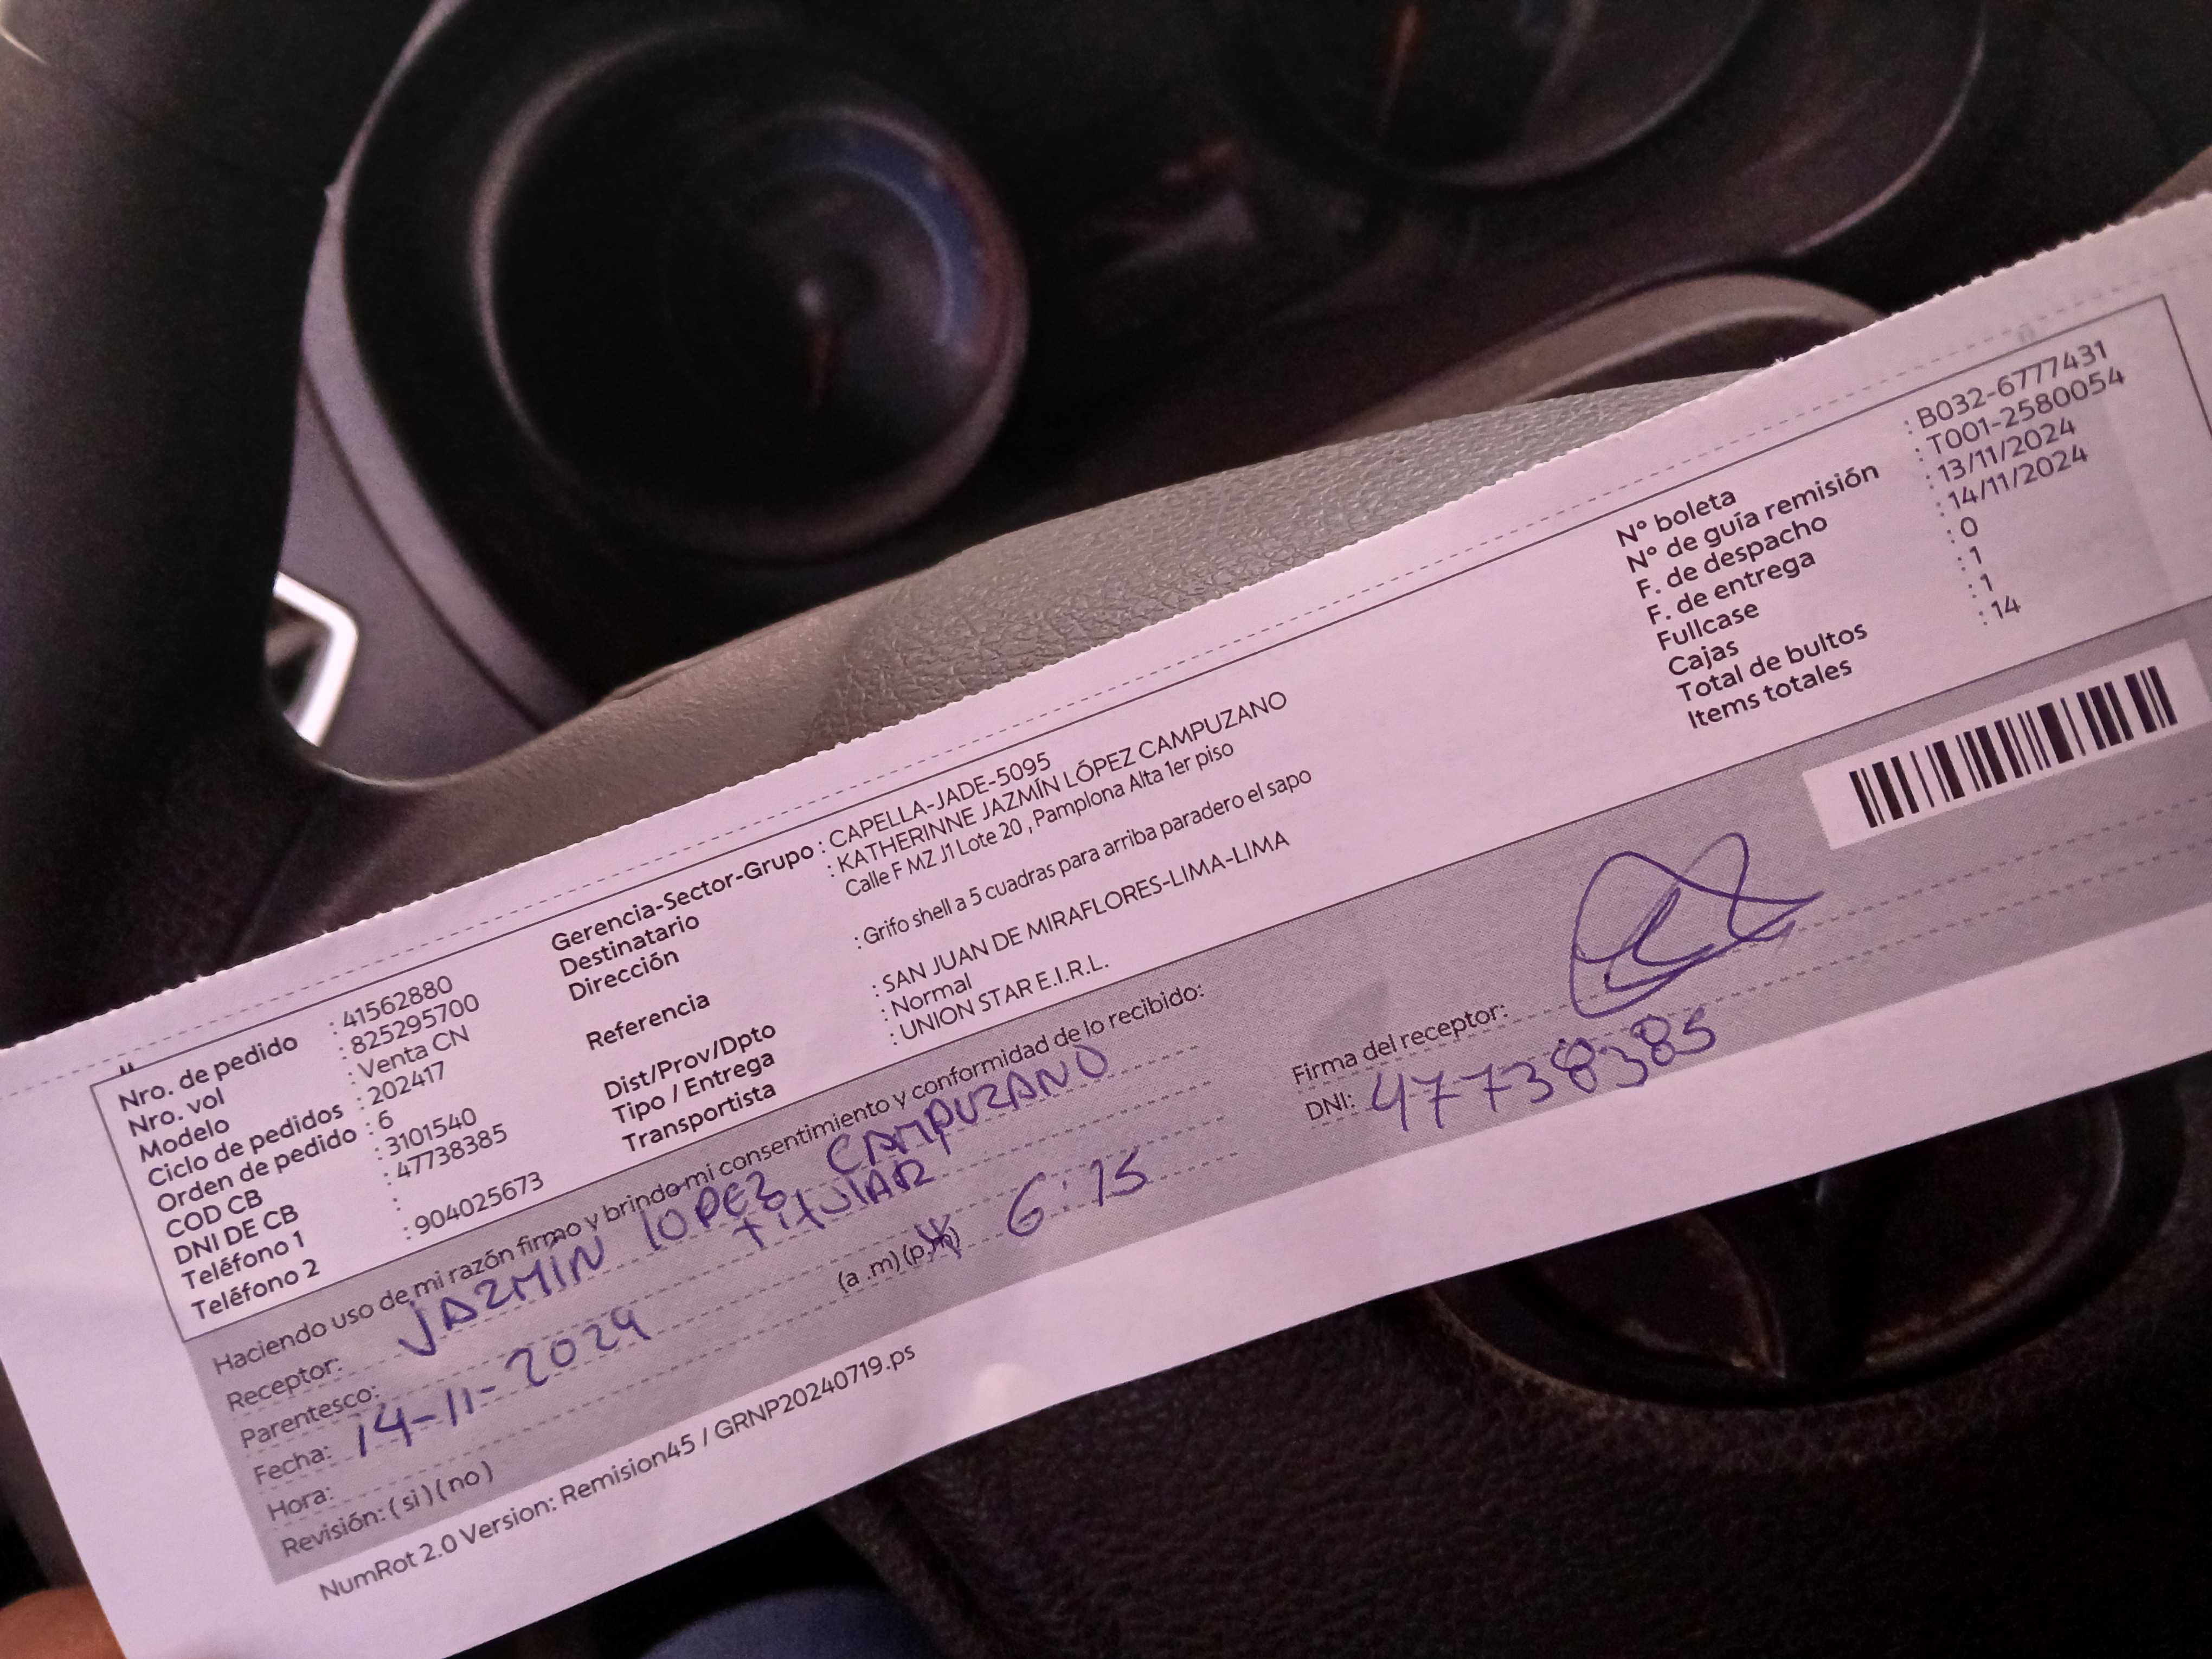 Nro. de pedido : 41562880
Nro. vol : 825295700
Modelo : Venta CN
Ciclo de pedidos : 202417
Orden de pedido : 6
COD CB : 3101540
DNI DE CB : 47738385
Teléfono 1 :
Teléfono 2 : 904025673
Gerencia-Sector-Grupo : CAPELLA-JADE-5095
Destinatario : KATHERINNE JAZMÍN LÓPEZ CAMPUZANO
Dirección Calle F MZ J1 Lote 20 , Pamplona Alta 1er piso
Referencia : Grifo shell a 5 cuadras para arriba paradero el sapo
Dist/Prov/Dpto : SAN JUAN DE MIRAFLORES-LIMA-LIMA
Tipo / Entrega : Normal
Transportista : UNION STAR E.I.R.L.
N° boleta : B032-6777431
N° de guía remisión : T001-2580054
F. de despacho : 13/11/2024
F. de entrega : 14/11/2024
Fullcase : 0
Cajas : 1
Total de bultos : 1
Items totales : 14
Haciendo uso de mi razón firmo y brindo mi consentimiento y conformidad de lo recibido:
Receptor: JAZMÍN LOPEZ CAMPUZANO
Parentesco: TITULAR
Fecha: 14-11-2024
Hora: (a .m) (p.m) 6:15
Revisión: ( si ) ( no )
Firma del receptor:
DNI: 47738385
NumRot 2.0 Version: Remision45 / GRNP20240719.ps